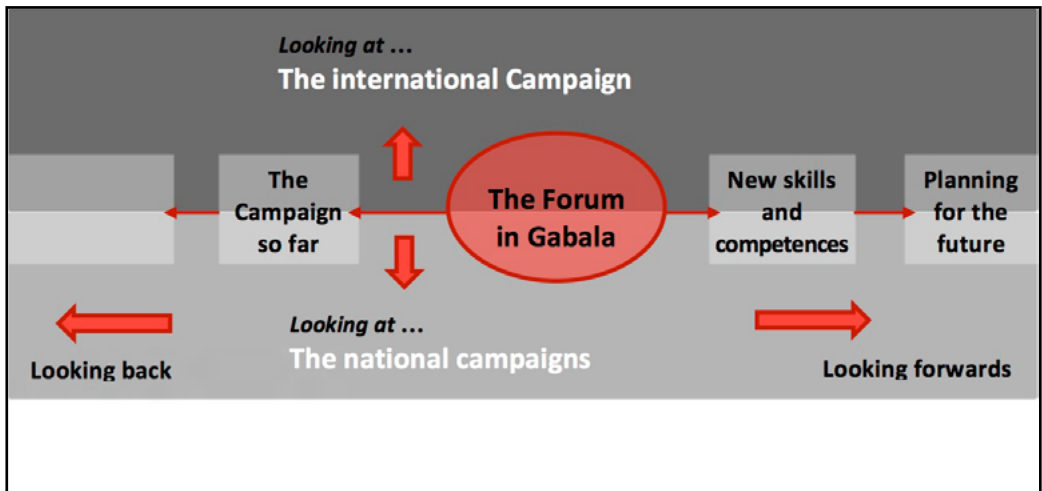 Looking at ...
The international Campaign
The
Campaign
so far
The Forum
in Gabala
New skills
and
competences
Planning
for the
future
Looking at ...
The national campaigns
Looking back
Looking forwards